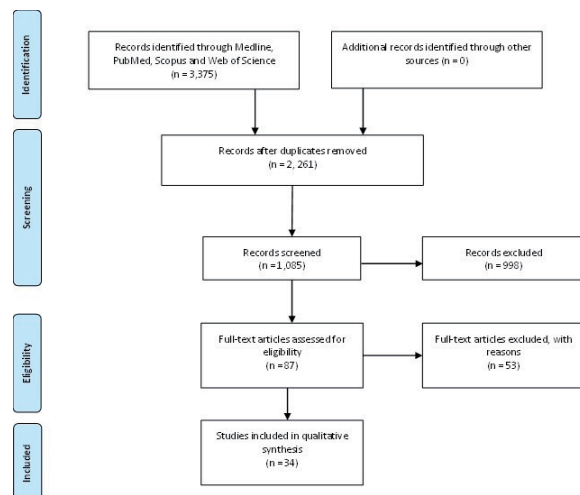 Identification
Records identified through Medline,
PubMed, Scopus and Web of Science
(n = 3,375)
Additional records identified through other
sources (n = 0)
Screening
Records after duplicates removed
(n = 2, 261)
Records screened
(n = 1,085)
Records excluded
(n = 998)
Eligibility
Full-text articles assessed for
eligibility
(n = 87)
Full-text articles excluded, with
reasons
(n = 53)
Included
Studies included in qualitative
synthesis
(n = 34)